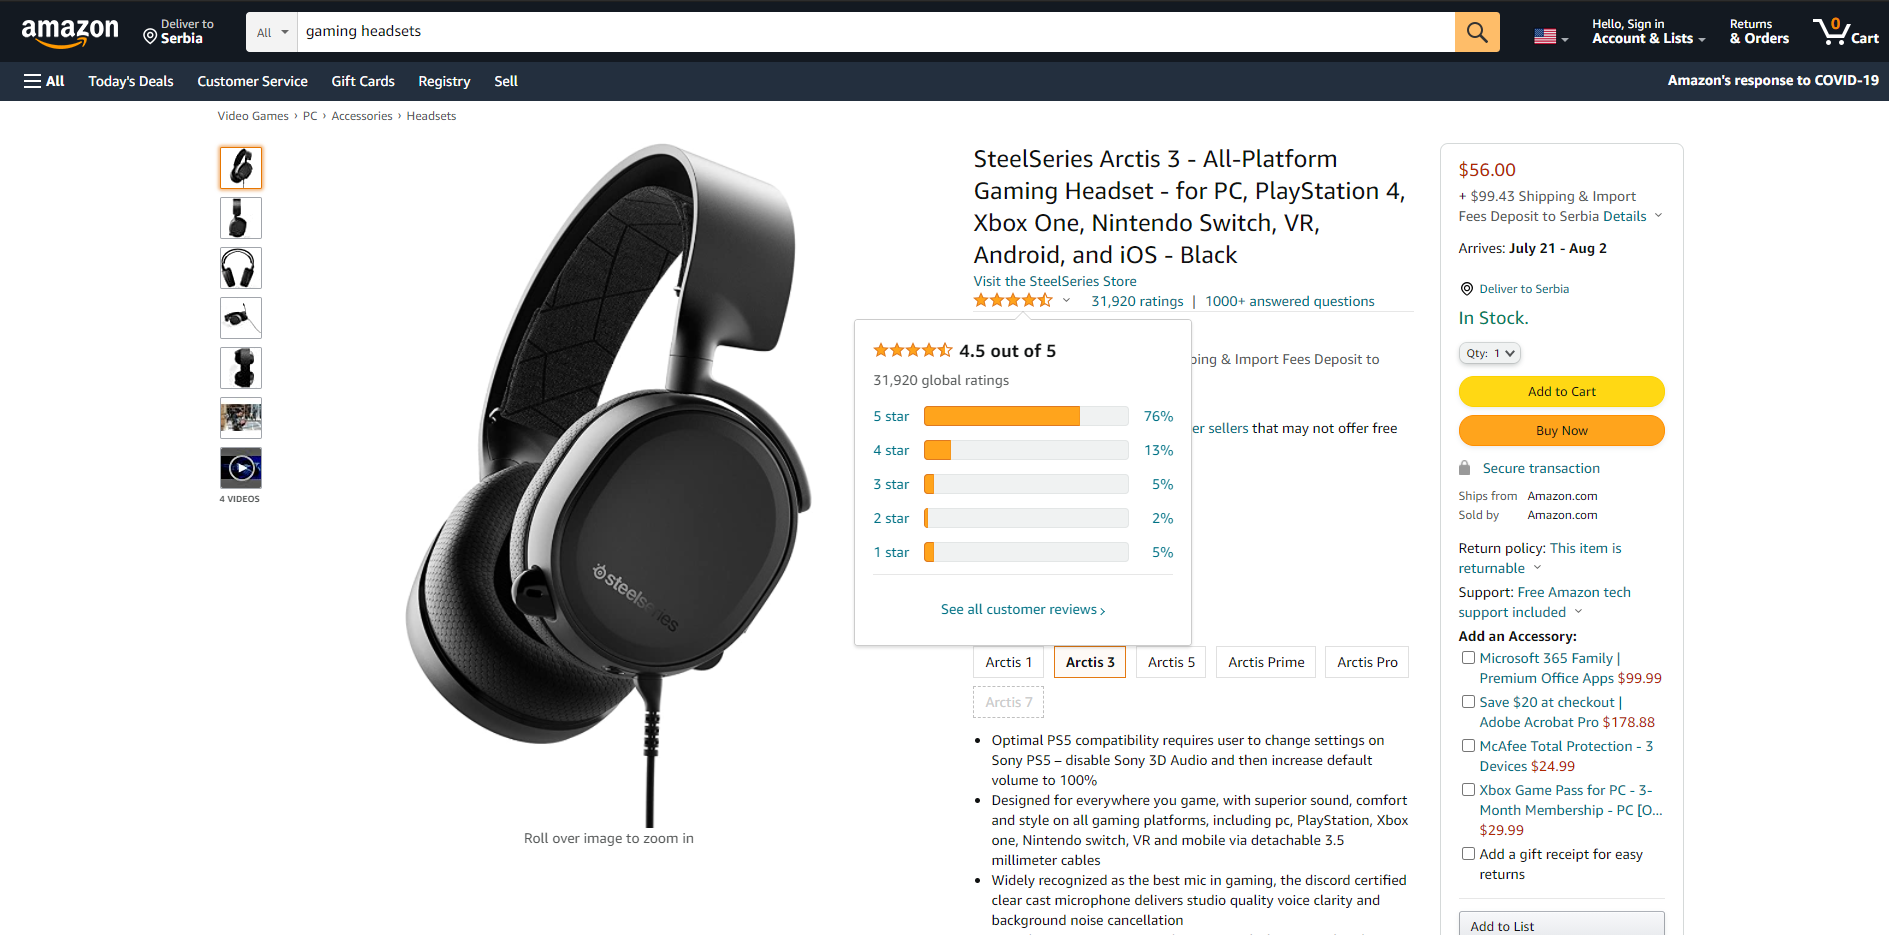 amazon
Deliver to
Serbia
All
gaming headsets
Hello, Sign in
Account & Lists
Returns
& Orders
0
Cart
All
Today's Deals
Customer Service
Gift Cards
Registry
Sell
Amazon's response to COVID-19
Video Games › PC › Accessories › Headsets
4 VIDEOS
steelseries
Roll over image to zoom in
SteelSeries Arctis 3 - All-Platform
Gaming Headset - for PC, PlayStation 4,
Xbox One, Nintendo Switch, VR,
Android, and iOS - Black
Visit the SteelSeries Store
31,920 ratings | 1000+ answered questions
4.5 out of 5
31,920 global ratings
5 star 76%
4 star 13%
3 star 5%
2 star 2%
1 star 5%
See all customer reviews ›
& Import Fees Deposit to
sellers that may not offer free
Arctis 1
Arctis 3
Arctis 5
Arctis Prime
Arctis Pro
Arctis 7
• Optimal PS5 compatibility requires user to change settings on
Sony PS5 – disable Sony 3D Audio and then increase default
volume to 100%
• Designed for everywhere you game, with superior sound, comfort
and style on all gaming platforms, including pc, PlayStation, Xbox
one, Nintendo switch, VR and mobile via detachable 3.5
millimeter cables
• Widely recognized as the best mic in gaming, the discord certified
clear cast microphone delivers studio quality voice clarity and
background noise cancellation
$56.00
+ $99.43 Shipping & Import
Fees Deposit to Serbia Details
Arrives: July 21 - Aug 2
Deliver to Serbia
In Stock.
Qty: 1
Add to Cart
Buy Now
Secure transaction
Ships from Amazon.com
Sold by Amazon.com
Return policy: This item is
returnable
Support: Free Amazon tech
support included
Add an Accessory:
Microsoft 365 Family |
Premium Office Apps $99.99
Save $20 at checkout |
Adobe Acrobat Pro $178.88
McAfee Total Protection - 3
Devices $24.99
Xbox Game Pass for PC - 3-
Month Membership - PC [O...
$29.99
Add a gift receipt for easy
returns
Add to List